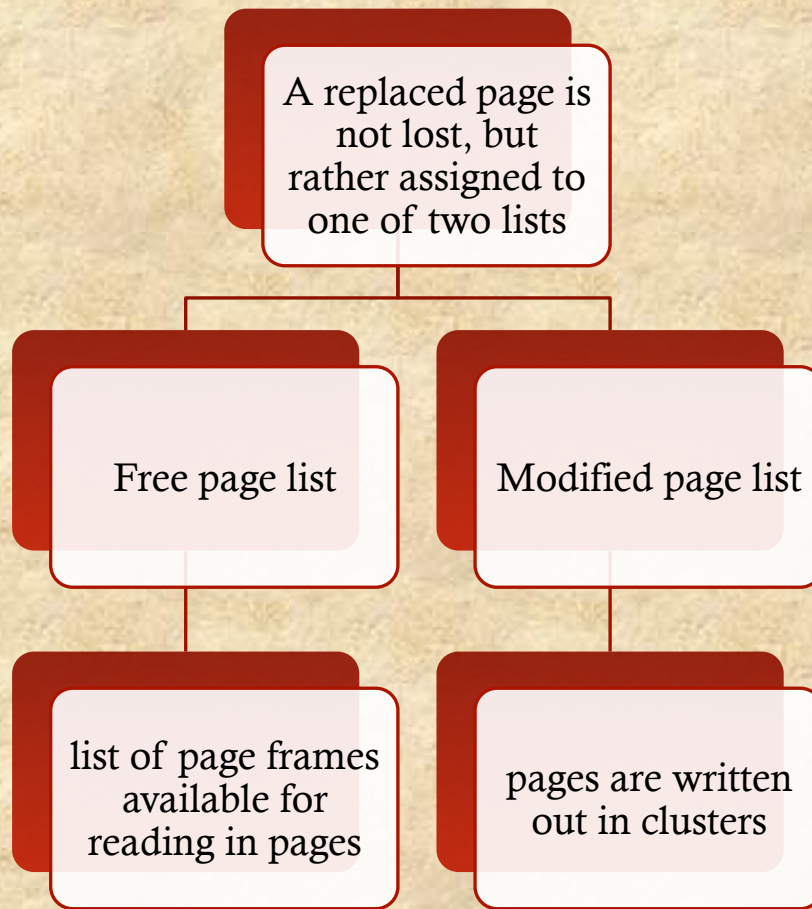 A replaced page is
not lost, but
rather assigned to
one of two lists
Free page list
Modified page list
list of page frames
available for
reading in pages
pages are written
out in clusters